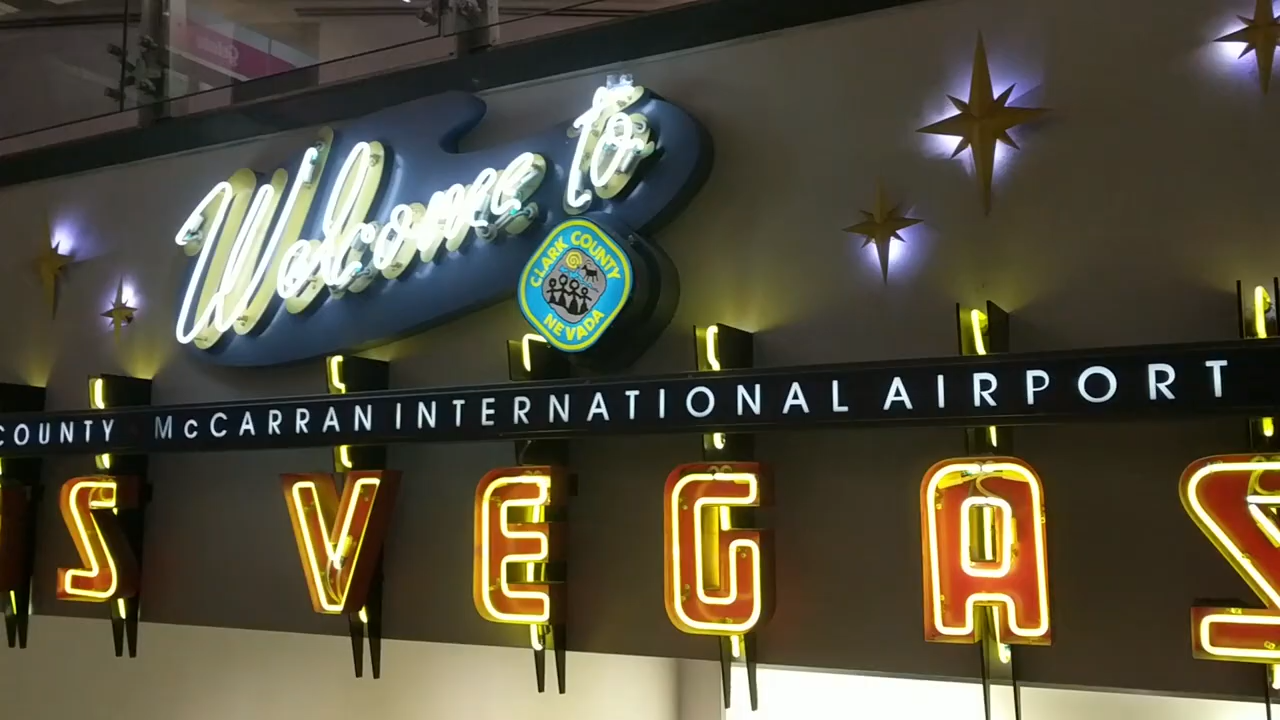 Welcome to
CLARK COUNTY
NEVADA
COUNTY McCARRAN INTERNATIONAL AIRPORT
S VEGAS